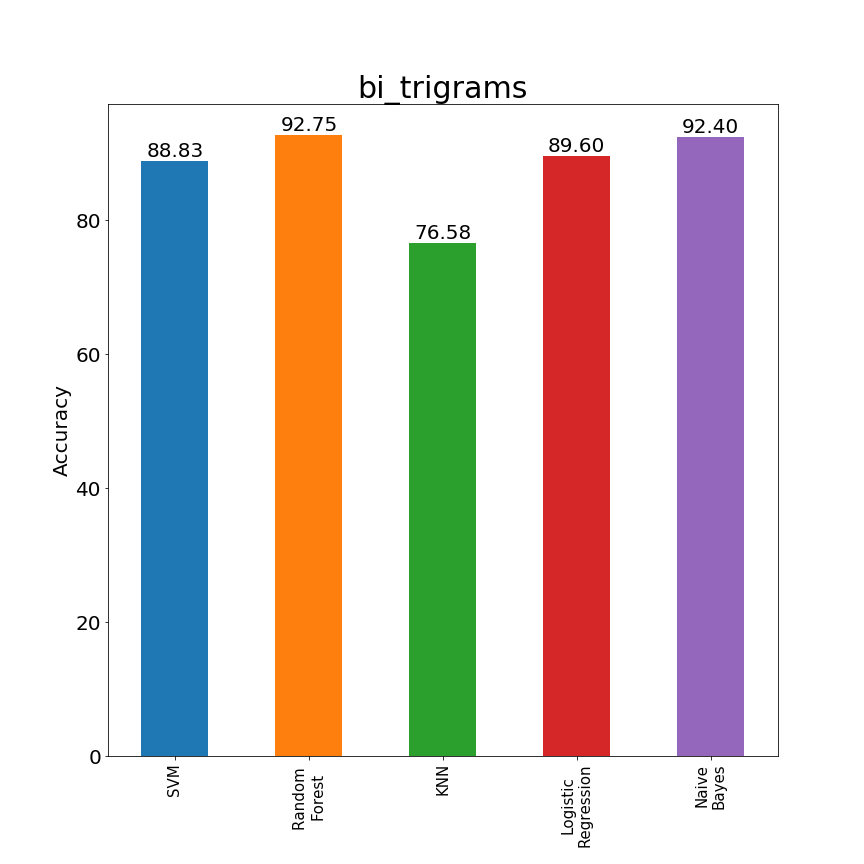 bi_trigrams
88.83
92.75
76.58
89.60
92.40
80
60
40
20
0
Accuracy
SVM
Random
Forest
KNN
Logistic
Regression
Naive
Bayes